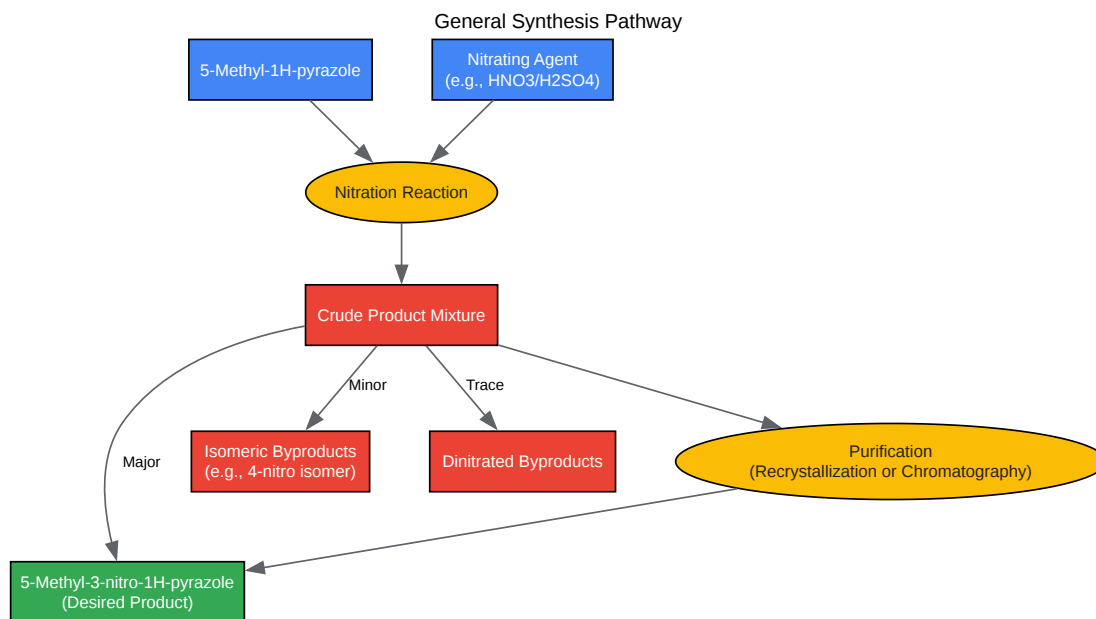 General Synthesis Pathway
5-Methyl-1H-pyrazole
Nitrating Agent
(e.g., HNO3/H2SO4)
Nitration Reaction
Crude Product Mixture
Major
Minor
Trace
Isomeric Byproducts
(e.g., 4-nitro isomer)
Dinitrated Byproducts
Purification
(Recrystallization or Chromatography)
5-Methyl-3-nitro-1H-pyrazole
(Desired Product)